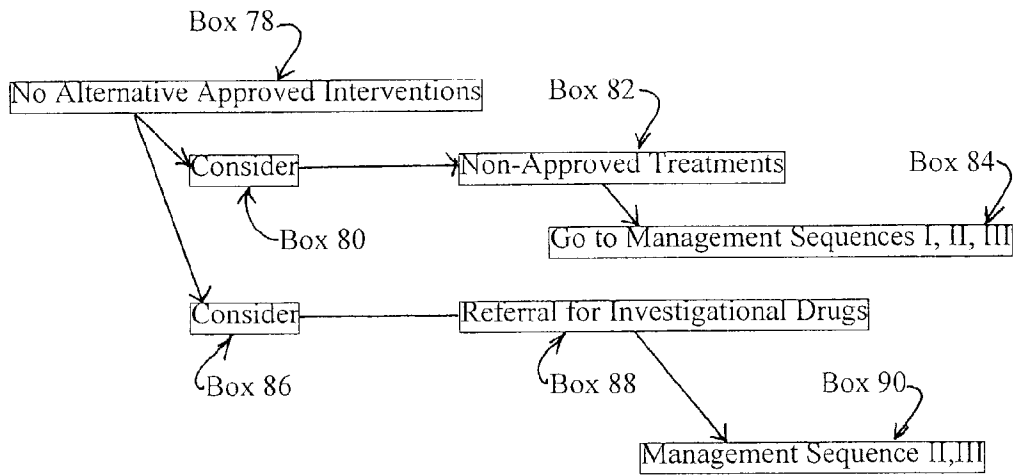 Box 78
No Alternative Approved Interventions
Box 82
Consider
Non-Approved Treatments
Box 84
Box 80
Go to Management Sequences I, II, III
Consider
Referral for Investigational Drugs
Box 86
Box 88
Box 90
Management Sequence II,III